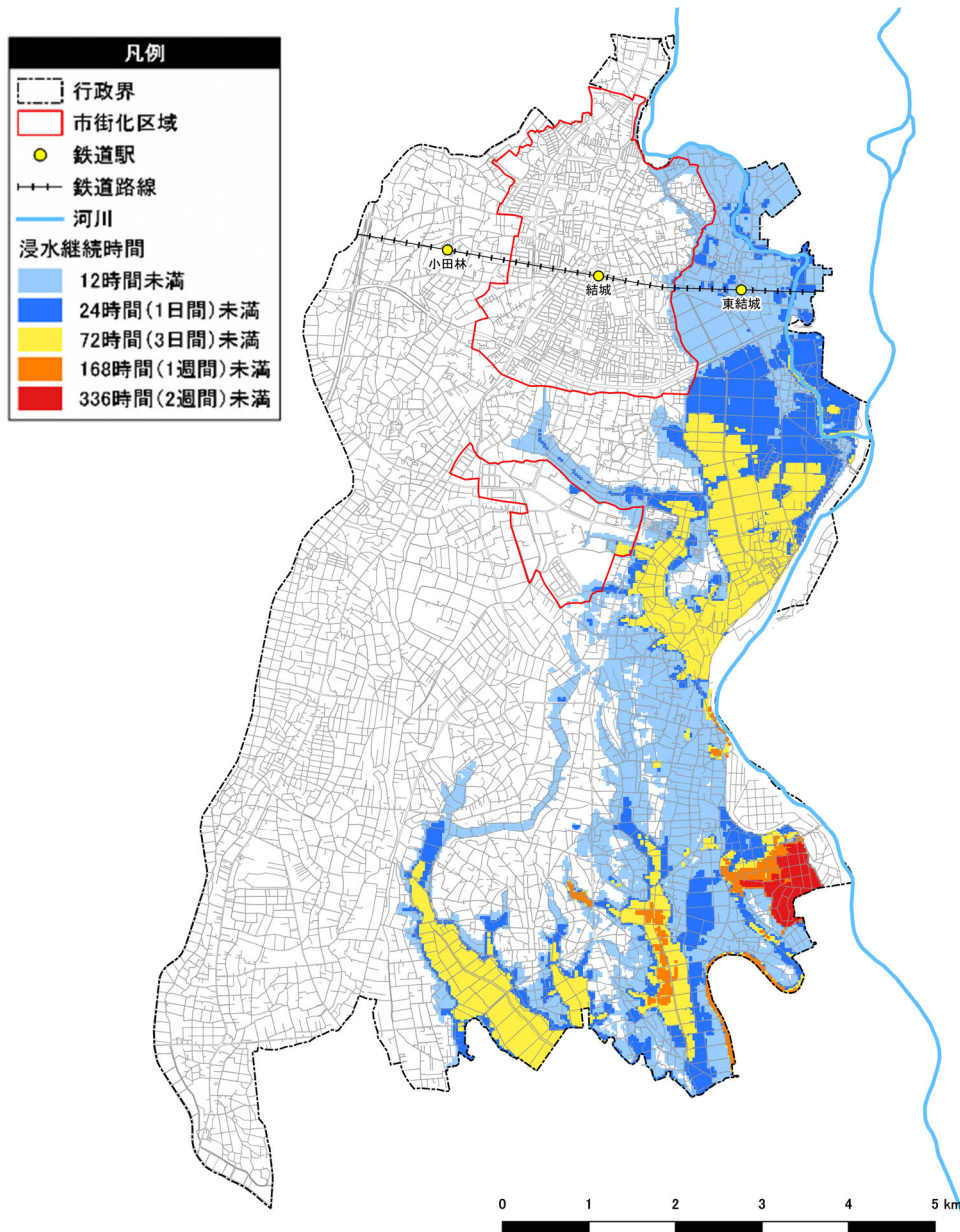 凡例
行政界
市街化区域
鉄道駅
鉄道路線
河川
浸水継続時間
12時間未満
24時間(1日間)未満
72時間(3日間)未満
168時間(1週間)未満
336時間(2週間)未満
小田林
結城
東結城
0 1 2 3 4 5 km